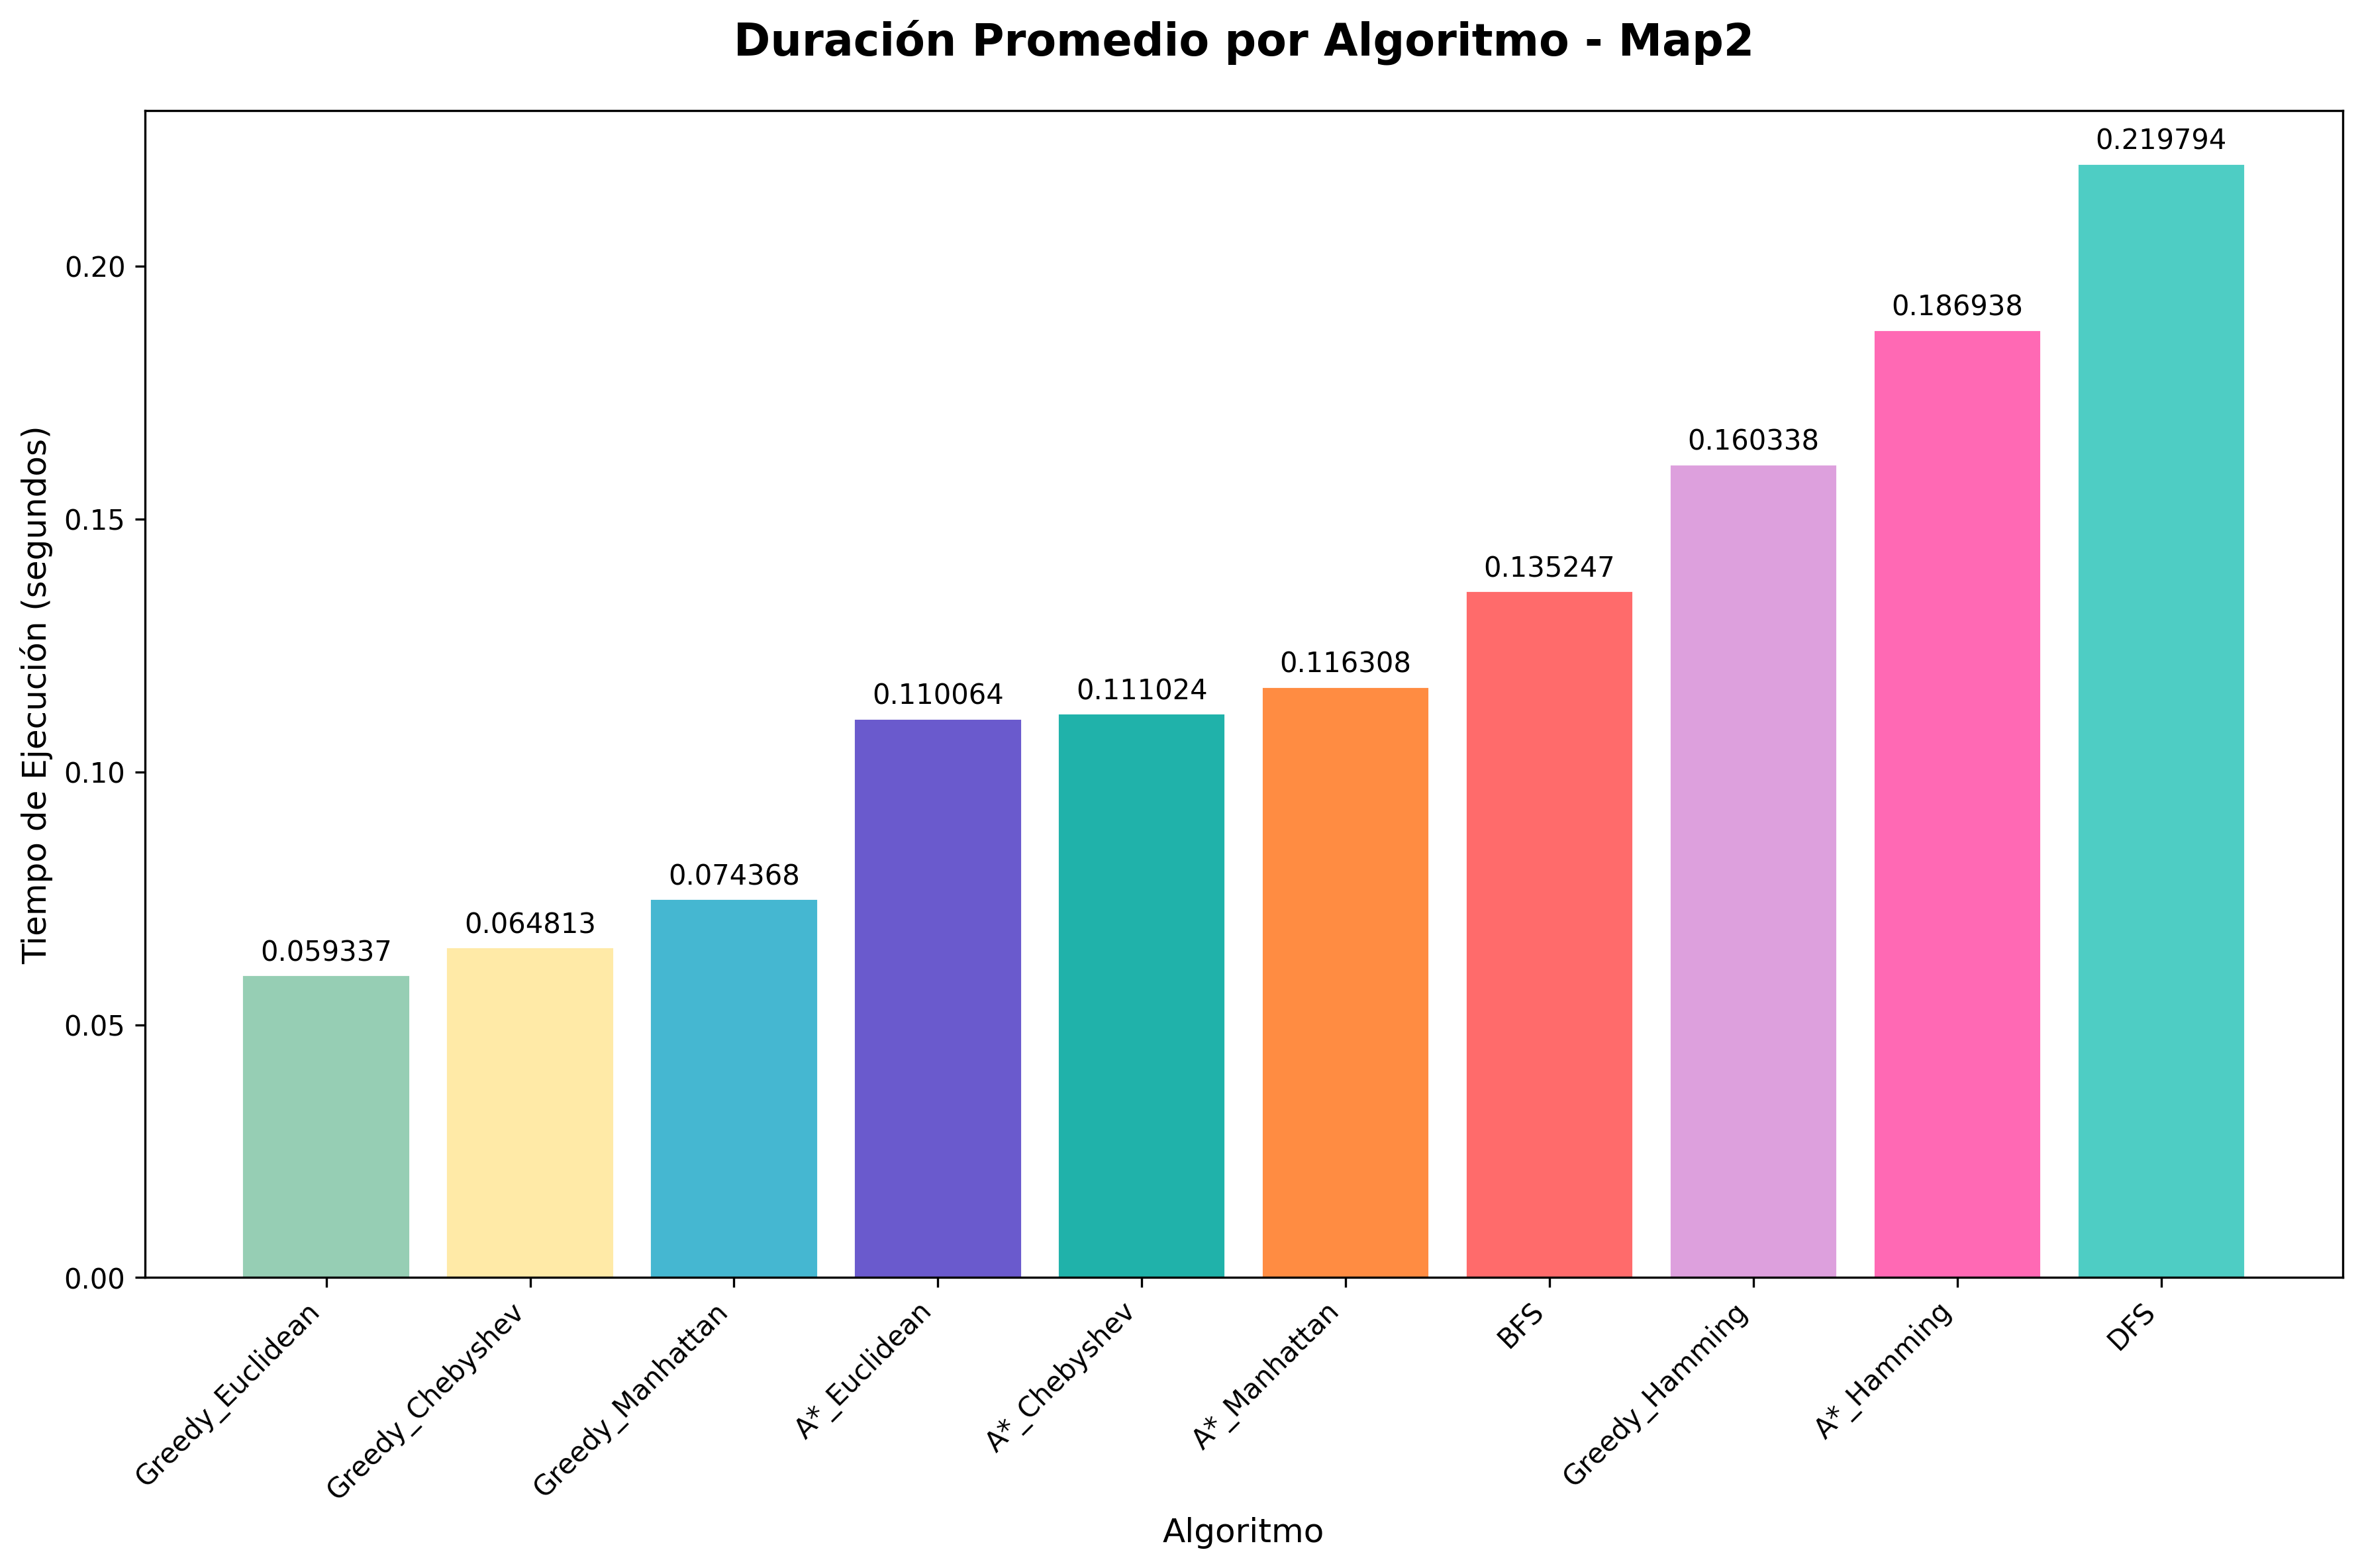 Duración Promedio por Algoritmo - Map2
Tiempo de Ejecución (segundos)
0.20
0.15
0.10
0.05
0.00
0.059337
0.064813
0.074368
0.110064
0.111024
0.116308
0.135247
0.160338
0.186938
0.219794
Greedy_Euclidean
Greedy_Chebyshev
Greedy_Manhattan
A*_Euclidean
A*_Chebyshev
A*_Manhattan
BFS
Greedy_Hamming
A*_Hamming
DFS
Algoritmo